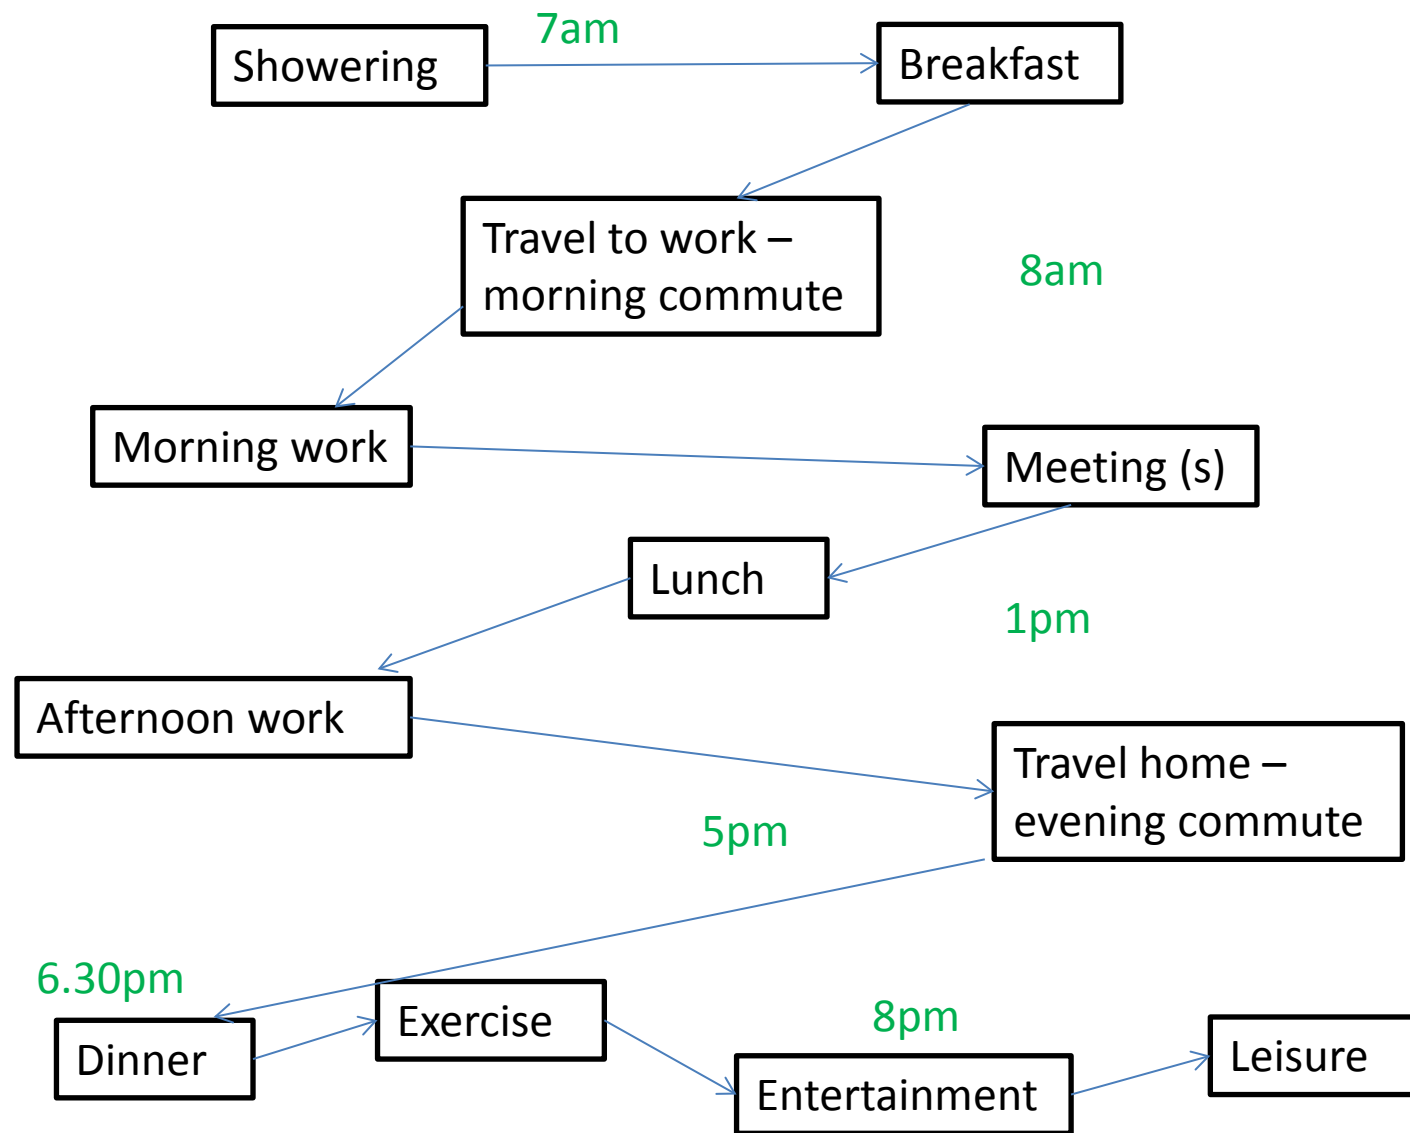 7am
Showering
Breakfast
Travel to work –
morning commute
8am
Morning work
Meeting (s)
Lunch
1pm
Afternoon work
Travel home –
evening commute
5pm
6.30pm
Dinner
Exercise
8pm
Entertainment
Leisure